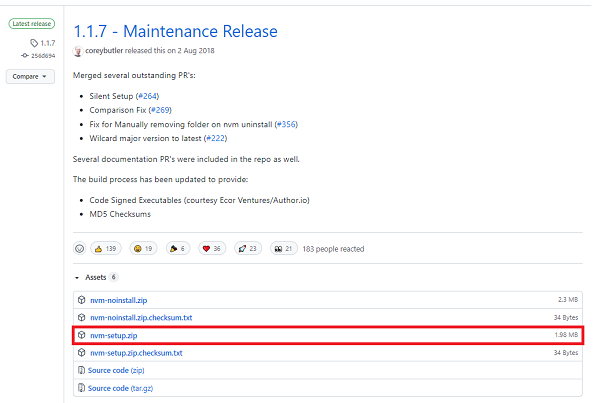 Latest release
1.1.7
256d694
Compare
1.1.7 - Maintenance Release
coreybutler released this on 2 Aug 2018
Merged several outstanding PR's:
Silent Setup (#264)
Comparison Fix (#269)
Fix for Manually removing folder on nvm uninstall (#356)
Wilcard major version to latest (#222)
Several documentation PR's were included in the repo as well.
The build process has been updated to provide:
Code Signed Executables (courtesy Ecor Ventures/Author.io)
MD5 Checksums
139 19 6 36 23 21 183 people reacted
Assets 6
nvm-noinstall.zip 2.3 MB
nvm-noinstall.zip.checksum.txt 34 Bytes
nvm-setup.zip 1.98 MB
nvm-setup.zip.checksum.txt 34 Bytes
Source code (zip)
Source code (tar.gz)